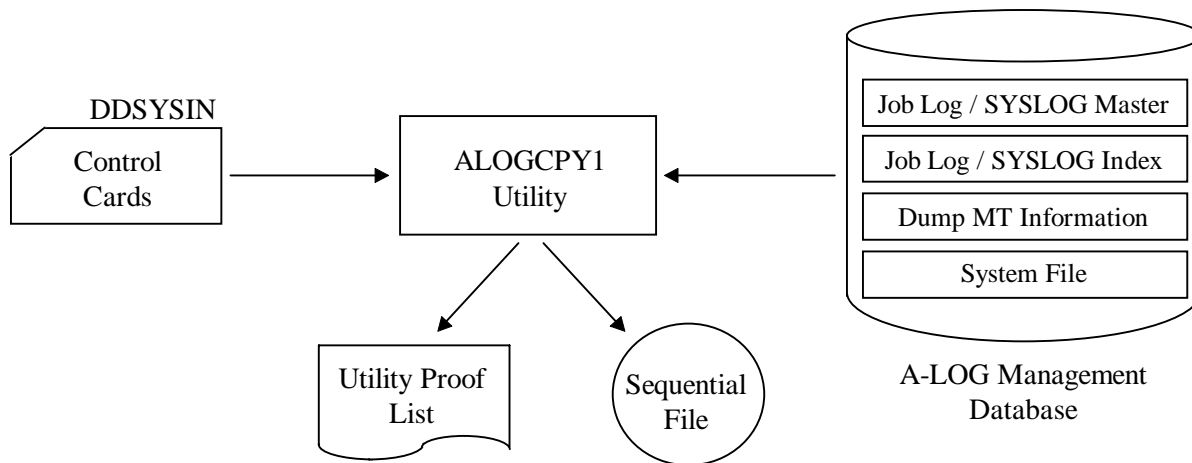 DDSYSIN
Control
Cards
ALOGCPY1
Utility
Job Log / SYSLOG Master
Job Log / SYSLOG Index
Dump MT Information
System File
A-LOG Management
Database
Utility Proof
List
Sequential
File